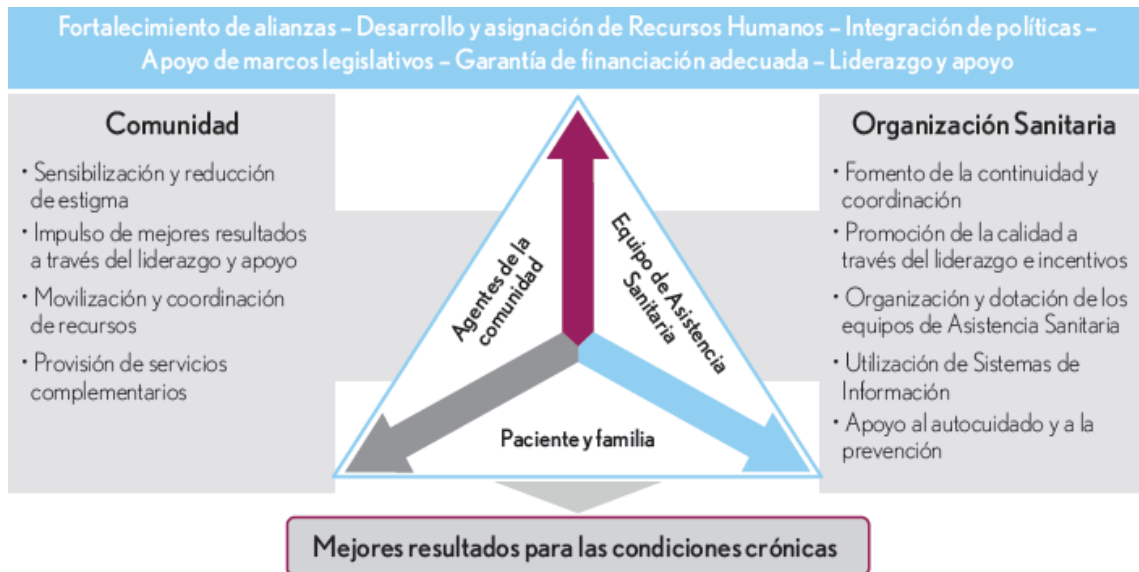 Fortalecimiento de alianzas – Desarrollo y asignación de Recursos Humanos – Integración de políticas –
Apoyo de marcos legislativos – Garantía de financiación adecuada – Liderazgo y apoyo
Comunidad
• Sensibilización y reducción
de estigma
• Impulso de mejores resultados
a través del liderazgo y apoyo
• Movilización y coordinación
de recursos
• Provisión de servicios
complementarios
Agentes de la
comunidad
Equipo de Asistencia
Sanitaria
Paciente y familia
Organización Sanitaria
• Fomento de la continuidad y
coordinación
• Promoción de la calidad a
través del liderazgo e incentivos
• Organización y dotación de los
equipos de Asistencia Sanitaria
• Utilización de Sistemas de
Información
• Apoyo al autocuidado y a la
prevención
Mejores resultados para las condiciones crónicas